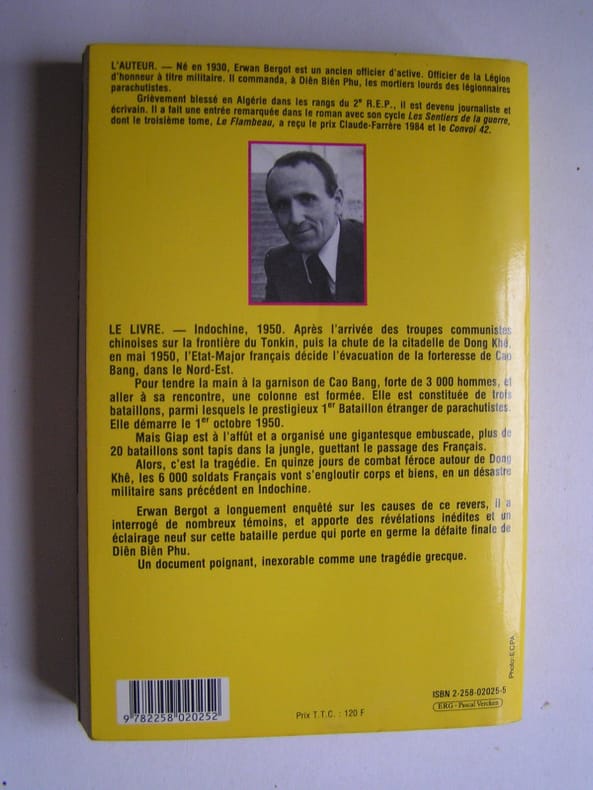 L'AUTEUR. — Né en 1930, Erwan Bergot est un ancien officier d'active. Officier de la Légion
d'honneur à titre militaire. Il commanda, à Diên Biên Phu, les mortiers lourds des légionnaires
parachutistes.
Grièvement blessé en Algérie dans les rangs du 2e R.E.P., il est devenu journaliste et
écrivain. Il a fait une entrée remarquée dans le roman avec son cycle Les Sentiers de la guerre,
dont le troisième tome, Le Flambeau, a reçu le prix Claude-Farrère 1984 et le Convoi 42.
LE LIVRE. — Indochine, 1950. Après l'arrivée des troupes communistes
chinoises sur la frontière du Tonkin, puis la chute de la citadelle de Dong Khê,
en mai 1950, l'Etat-Major français décide l'évacuation de la forteresse de Cao
Bang, dans le Nord-Est.
Pour tendre la main à la garnison de Cao Bang, forte de 3 000 hommes, et
aller à sa rencontre, une colonne est formée. Elle est constituée de trois
bataillons, parmi lesquels le prestigieux 1er Bataillon étranger de parachutistes.
Elle démarre le 1er octobre 1950.
Mais Giap est à l'affût et a organisé une gigantesque embuscade, plus de
20 bataillons sont tapis dans la jungle, guettant le passage des Français.
Alors, c'est la tragédie. En quinze jours de combat féroce autour de Dong
Khê, les 6 000 soldats Français vont s'engloutir corps et biens, en un désastre
militaire sans précédent en Indochine.
Erwan Bergot a longuement enquêté sur les causes de ce revers, il a
interrogé de nombreux témoins, et apporte des révélations inédites et un
éclairage neuf sur cette bataille perdue qui porte en germe la défaite finale de
Diên Biên Phu.
Un document poignant, inexorable comme une tragédie grecque.
Photo : E.C.P.A.
ISBN 2-258-02025-5
ERG - Pascal Vercken
9 782258 020252
Prix T.T.C. : 120 F